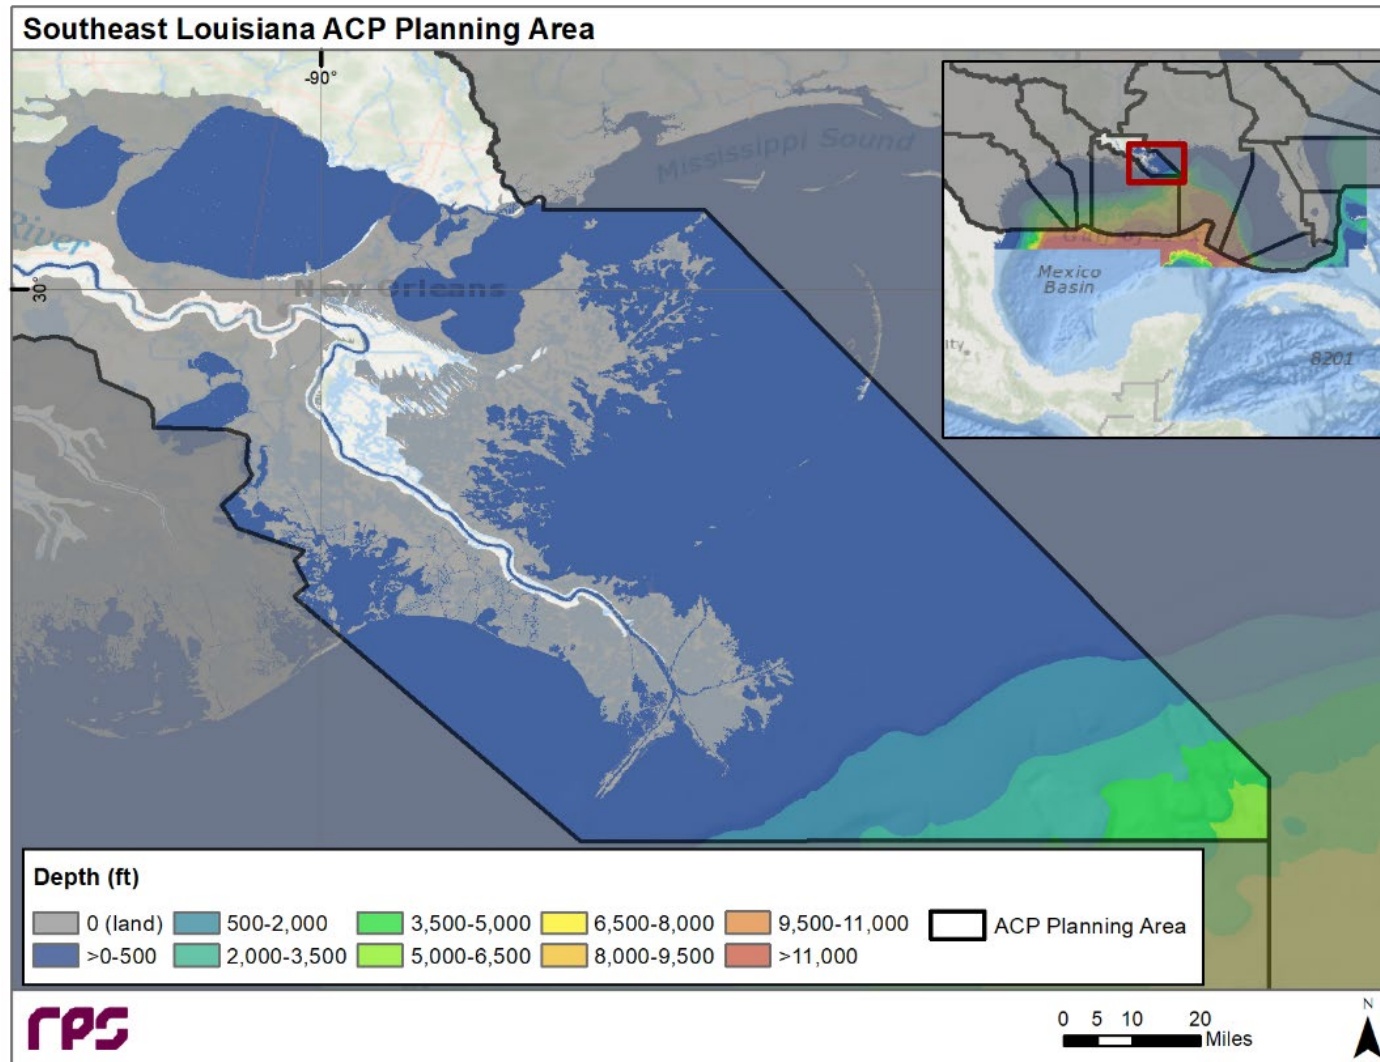 Southeast Louisiana ACP Planning Area
-90°
Mississippi Sound
River
30°
New Orleans
Mexico
Basin
8201
Depth (ft)
0 (land)
500-2,000
3,500-5,000
6,500-8,000
9,500-11,000
ACP Planning Area
>0-500
2,000-3,500
5,000-6,500
8,000-9,500
>11,000
rps
0 5 10 20
Miles
N